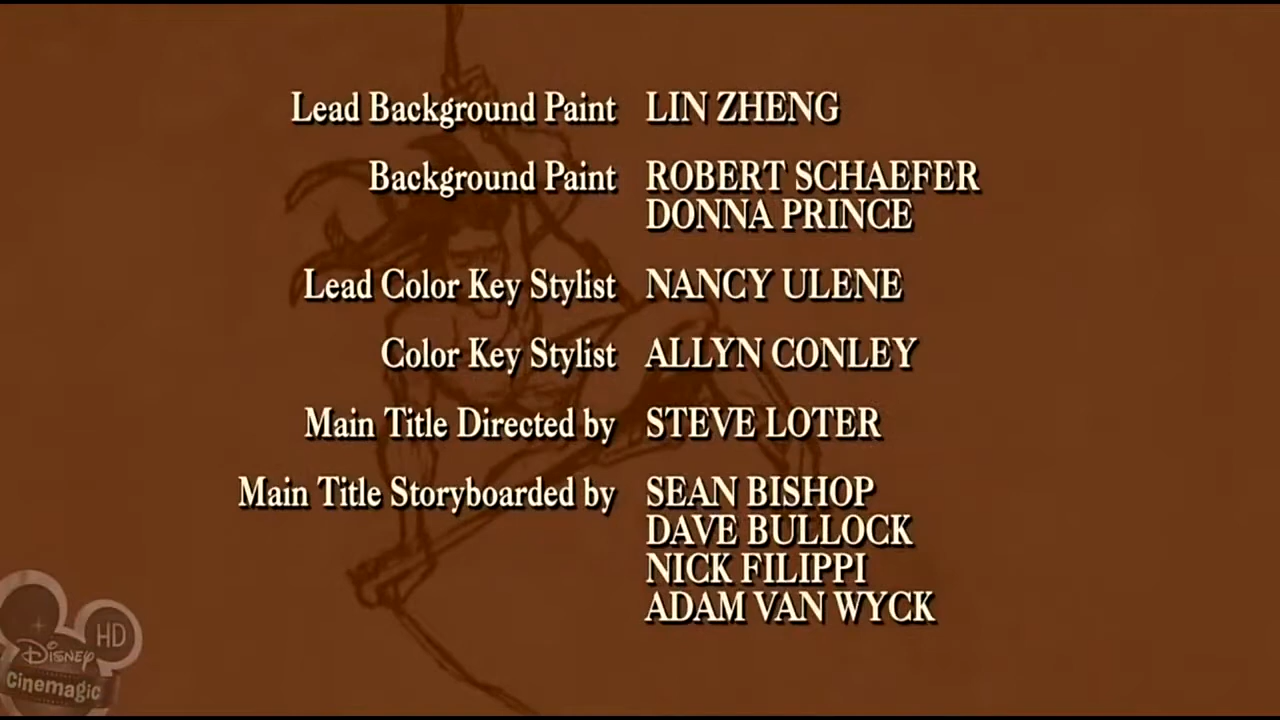 Lead Background Paint LIN ZHENG
Background Paint ROBERT SCHAEFER
DONNA PRINCE
Lead Color Key Stylist NANCY ULENE
Color Key Stylist ALLYN CONLEY
Main Title Directed by STEVE LOTER
Main Title Storyboarded by SEAN BISHOP
DAVE BULLOCK
NICK FILIPPI
ADAM VAN WYCK
HD
Disney
Cinemagic